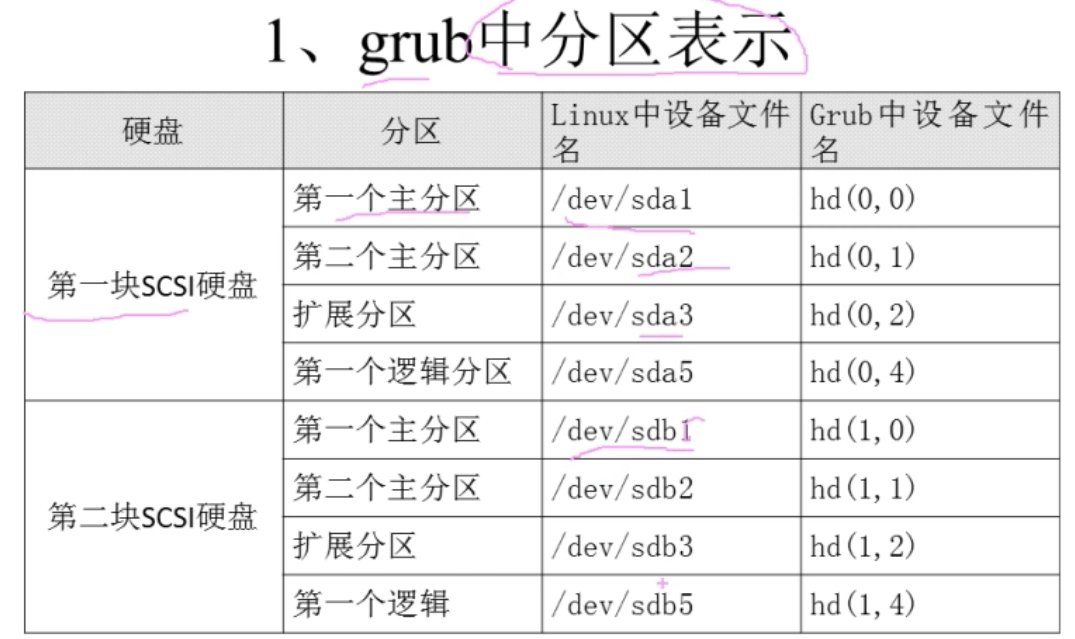 1、grub中分区表示
硬盘 分区 Linux中设备文件名 Grub中设备文件名
第一块SCSI硬盘
第一个主分区 /dev/sda1 hd(0,0)
第二个主分区 /dev/sda2 hd(0,1)
扩展分区 /dev/sda3 hd(0,2)
第一个逻辑分区 /dev/sda5 hd(0,4)
第二块SCSI硬盘
第一个主分区 /dev/sdb1 hd(1,0)
第二个主分区 /dev/sdb2 hd(1,1)
扩展分区 /dev/sdb3 hd(1,2)
第一个逻辑 /dev/sdb5 hd(1,4)